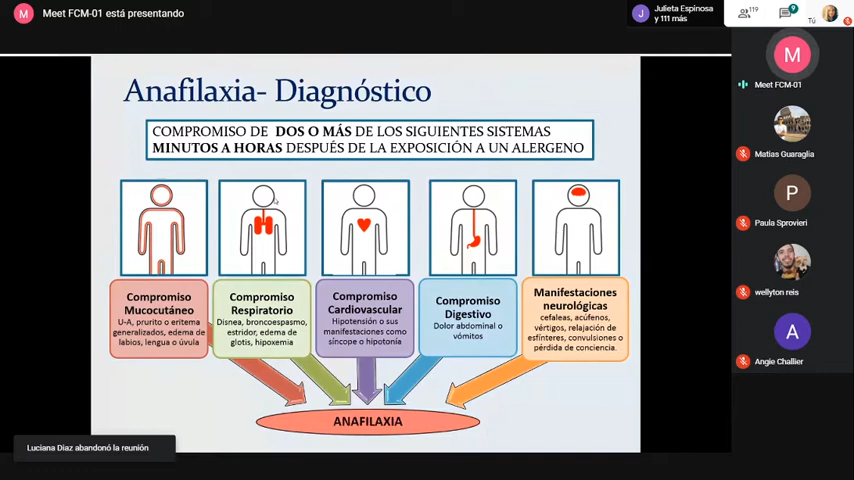 M
Meet FCM-01 está presentando
J
Julieta Espinosa
y 111 más
119
9
Tú
Anafilaxia- Diagnóstico
COMPROMISO DE DOS O MÁS DE LOS SIGUIENTES SISTEMAS
MINUTOS A HORAS DESPUÉS DE LA EXPOSICIÓN A UN ALERGENO
Compromiso
Mucocutáneo
U-A, prurito o eritema
generalizados, edema de
labios, lengua o úvula
Compromiso
Respiratorio
Disnea, broncoespasmo,
estridor, edema de
glotis, hipoxemia
Compromiso
Cardiovascular
Hipotensión o sus
manifestaciones como
síncope o hipotonía
Compromiso
Digestivo
Dolor abdominal o
vómitos
Manifestaciones
neurológicas
cefaleas, acúfenos,
vértigos, relajación de
esfínteres, convulsiones o
pérdida de conciencia.
ANAFILAXIA
M
Meet FCM-01
Matias Guaraglia
P
Paula Sprovieri
wellyton reis
A
Angie Challier
Luciana Diaz abandonó la reunión